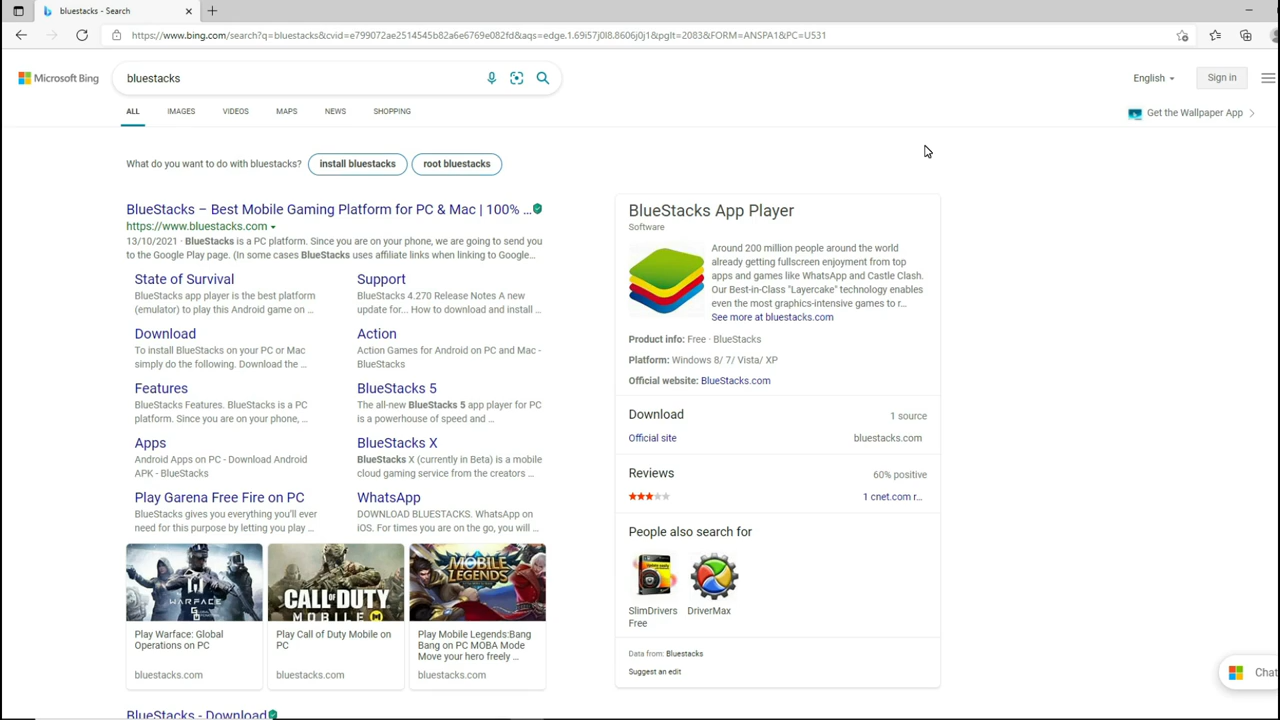 bluestacks - Search
https://www.bing.com/search?q=bluestacks&cvid=e799072ae2514545b82a6e6769e082fd&aqs=edge.1.69i57j0l8.8606j0j1&pglt=2083&FORM=ANSPA1&PC=U531
Microsoft Bing
bluestacks
English
Sign in
ALL IMAGES VIDEOS MAPS NEWS SHOPPING
Get the Wallpaper App
What do you want to do with bluestacks? install bluestacks root bluestacks
BlueStacks – Best Mobile Gaming Platform for PC & Mac | 100% ...
https://www.bluestacks.com
13/10/2021 · BlueStacks is a PC platform. Since you are on your phone, we are going to send you
to the Google Play page. (In some cases BlueStacks uses affiliate links when linking to Google...
State of Survival
BlueStacks app player is the best platform
(emulator) to play this Android game on ...
Support
BlueStacks 4.270 Release Notes A new
update for... How to download and install ...
Download
To install BlueStacks on your PC or Mac
simply do the following. Download the ...
Action
Action Games for Android on PC and Mac -
BlueStacks
Features
BlueStacks Features. BlueStacks is a PC
platform. Since you are on your phone, ...
BlueStacks 5
The all-new BlueStacks 5 app player for PC
is a powerhouse of speed and ...
Apps
Android Apps on PC - Download Android
APK - BlueStacks
BlueStacks X
BlueStacks X (currently in Beta) is a mobile
cloud gaming service from the creators ...
Play Garena Free Fire on PC
BlueStacks gives you everything you'll ever
need for this purpose by letting you play ...
WhatsApp
DOWNLOAD BLUESTACKS. WhatsApp on
iOS. For times you are on the go, you will ...
WARFACE
CALL OF DUTY
MOBILE
MOBILE
LEGENDS
Play Warface: Global
Operations on PC
bluestacks.com
Play Call of Duty Mobile on
PC
bluestacks.com
Play Mobile Legends:Bang
Bang on PC MOBA Mode
Move your hero freely ...
bluestacks.com
BlueStacks - Download
BlueStacks App Player
Software
Around 200 million people around the world
already getting fullscreen enjoyment from top
apps and games like WhatsApp and Castle Clash.
Our Best-in-Class "Layercake" technology enables
even the most graphics-intensive games to r...
See more at bluestacks.com
Product info: Free · BlueStacks
Platform: Windows 8/ 7/ Vista/ XP
Official website: BlueStacks.com
Download 1 source
Official site bluestacks.com
Reviews 60% positive
1 cnet.com r...
People also search for
SlimDrivers
Free
DriverMax
Data from: Bluestacks
Suggest an edit
Chat